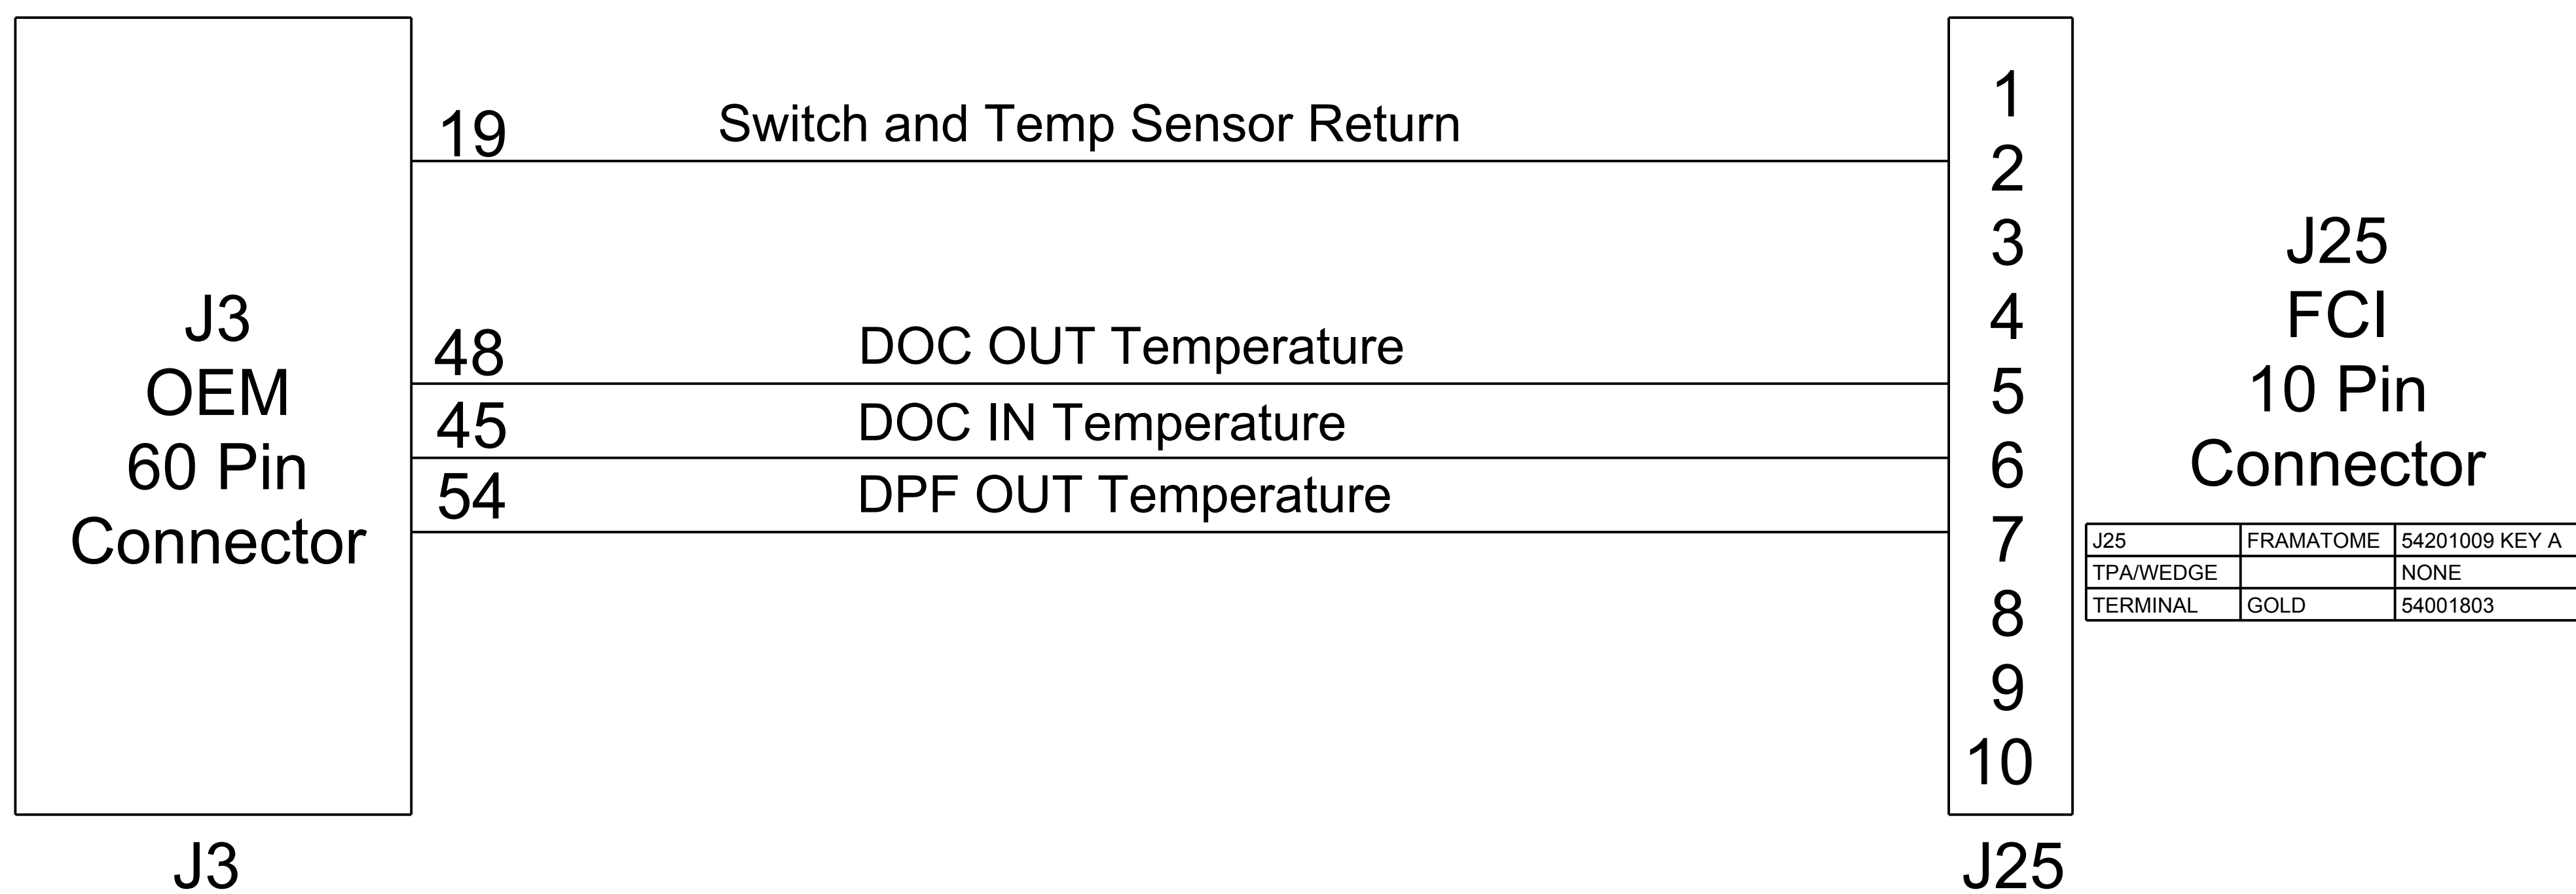 J3
OEM
60 Pin
Connector
J3
19
48
45
54
Switch and Temp Sensor Return
DOC OUT Temperature
DOC IN Temperature
DPF OUT Temperature
1
2
3
4
5
6
7
8
9
10
J25
J25
FCI
10 Pin
Connector
J25 FRAMATOME 54201009 KEY A
TPA/WEDGE NONE
TERMINAL GOLD 54001803